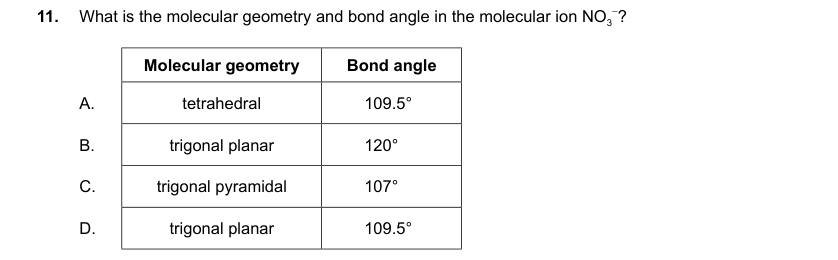 11. What is the molecular geometry and bond angle in the molecular ion NO₃⁻?
Molecular geometry Bond angle
A. tetrahedral 109.5°
B. trigonal planar 120°
C. trigonal pyramidal 107°
D. trigonal planar 109.5°